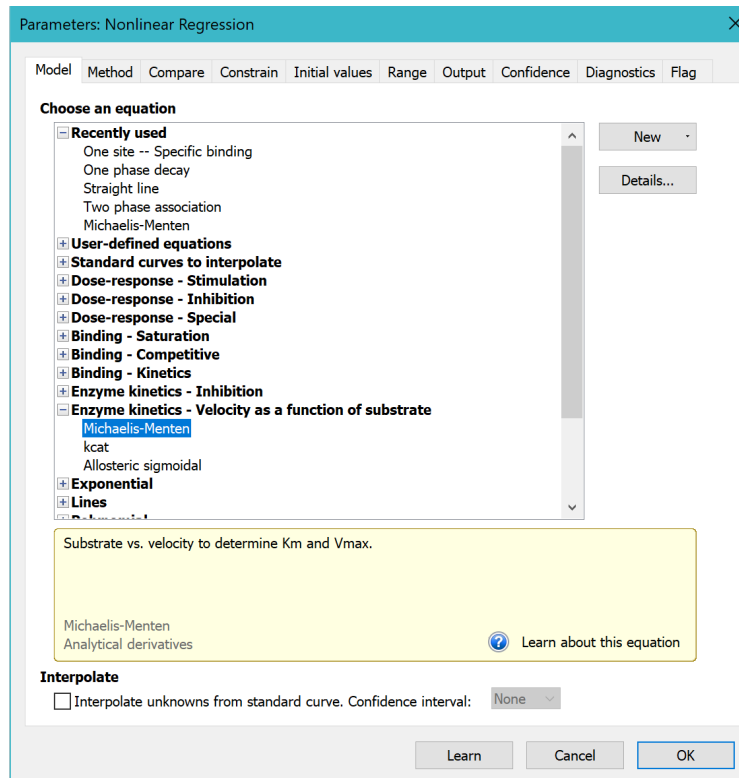 Parameters: Nonlinear Regression
Model Method Compare Constrain Initial values Range Output Confidence Diagnostics Flag
Choose an equation
Recently used
One site -- Specific binding
One phase decay
Straight line
Two phase association
Michaelis-Menten
User-defined equations
Standard curves to interpolate
Dose-response - Stimulation
Dose-response - Inhibition
Dose-response - Special
Binding - Saturation
Binding - Competitive
Binding - Kinetics
Enzyme kinetics - Inhibition
Enzyme kinetics - Velocity as a function of substrate
Michaelis-Menten
kcat
Allosteric sigmoidal
Exponential
Lines
New
Details...
Substrate vs. velocity to determine Km and Vmax.
Michaelis-Menten
Analytical derivatives
Learn about this equation
Interpolate
Interpolate unknowns from standard curve. Confidence interval: None
Learn Cancel OK